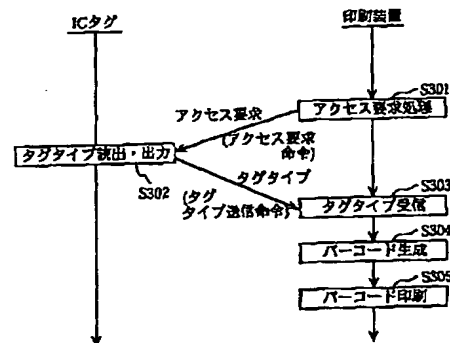 ICタグ
印刷装置
S301
アクセス要求処理
アクセス要求
(アクセス要求
命令)
タグタイプ読出・出力
S302
タグタイプ
(タグ
タイプ送信命令)
S303
タグタイプ受信
S304
バーコード生成
S305
バーコード印刷